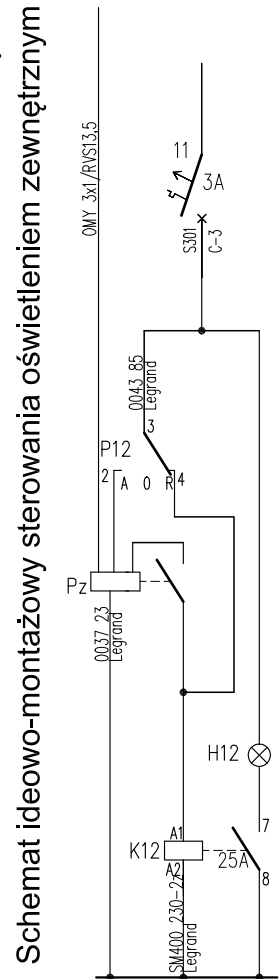 Schemat ideowo-montażowy sterowania oświetleniem zewnętrznym
OMY 3x1/RVS13,5
11
3A
S301
C-3
0043 85
Legrand
3
P12
2
A 0 R
4
Pz
0037 23
Legrand
H12
A1
K12
A2
25A
7
8
SM400 230-2
Legrand